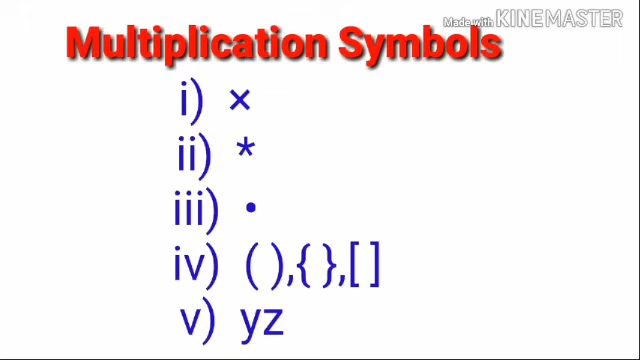 Made with KINEMASTER
Multiplication Symbols
i) ×
ii) *
iii) •
iv) ( ),{ },[ ]
v) yz